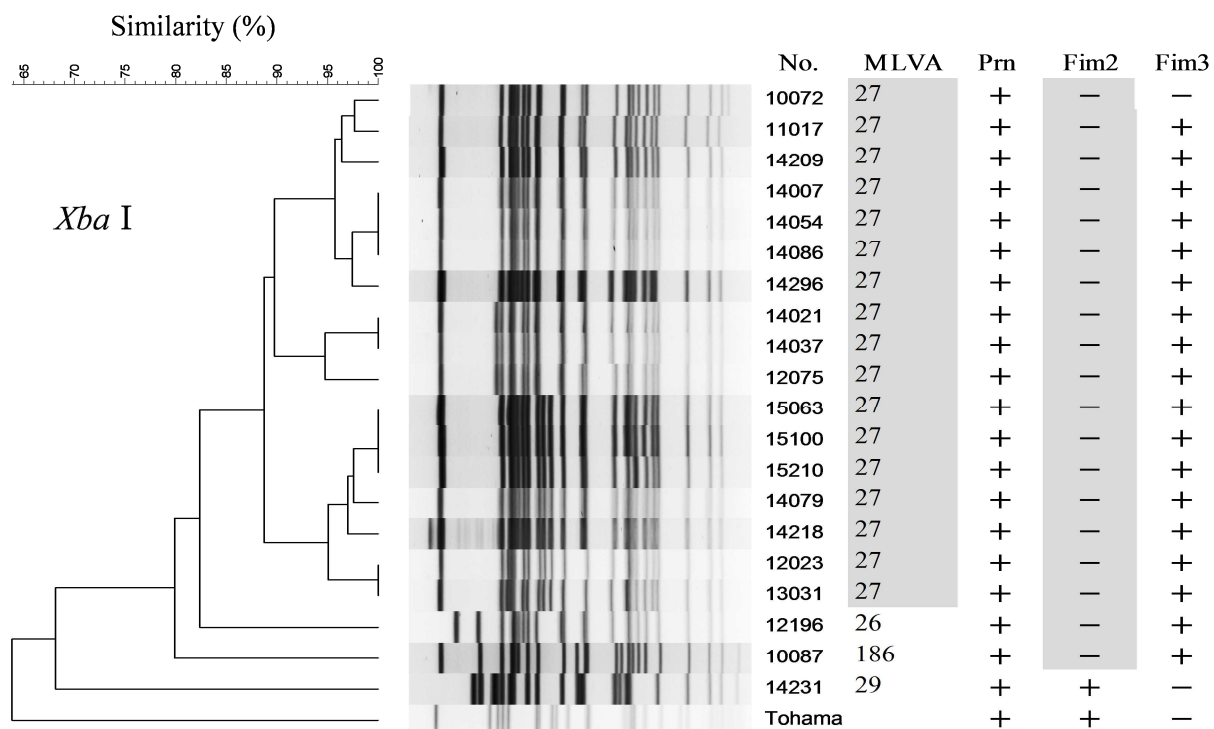 Similarity (%)
65 70 75 80 85 90 95 100
Xba I
No. MLVA Prn Fim2 Fim3
10072 27 + − −
11017 27 + − +
14209 27 + − +
14007 27 + − +
14054 27 + − +
14086 27 + − +
14296 27 + − +
14021 27 + − +
14037 27 + − +
12075 27 + − +
15063 27 + − +
15100 27 + − +
15210 27 + − +
14079 27 + − +
14218 27 + − +
12023 27 + − +
13031 27 + − +
12196 26 + − +
10087 186 + − +
14231 29 + + −
Tohama + + −